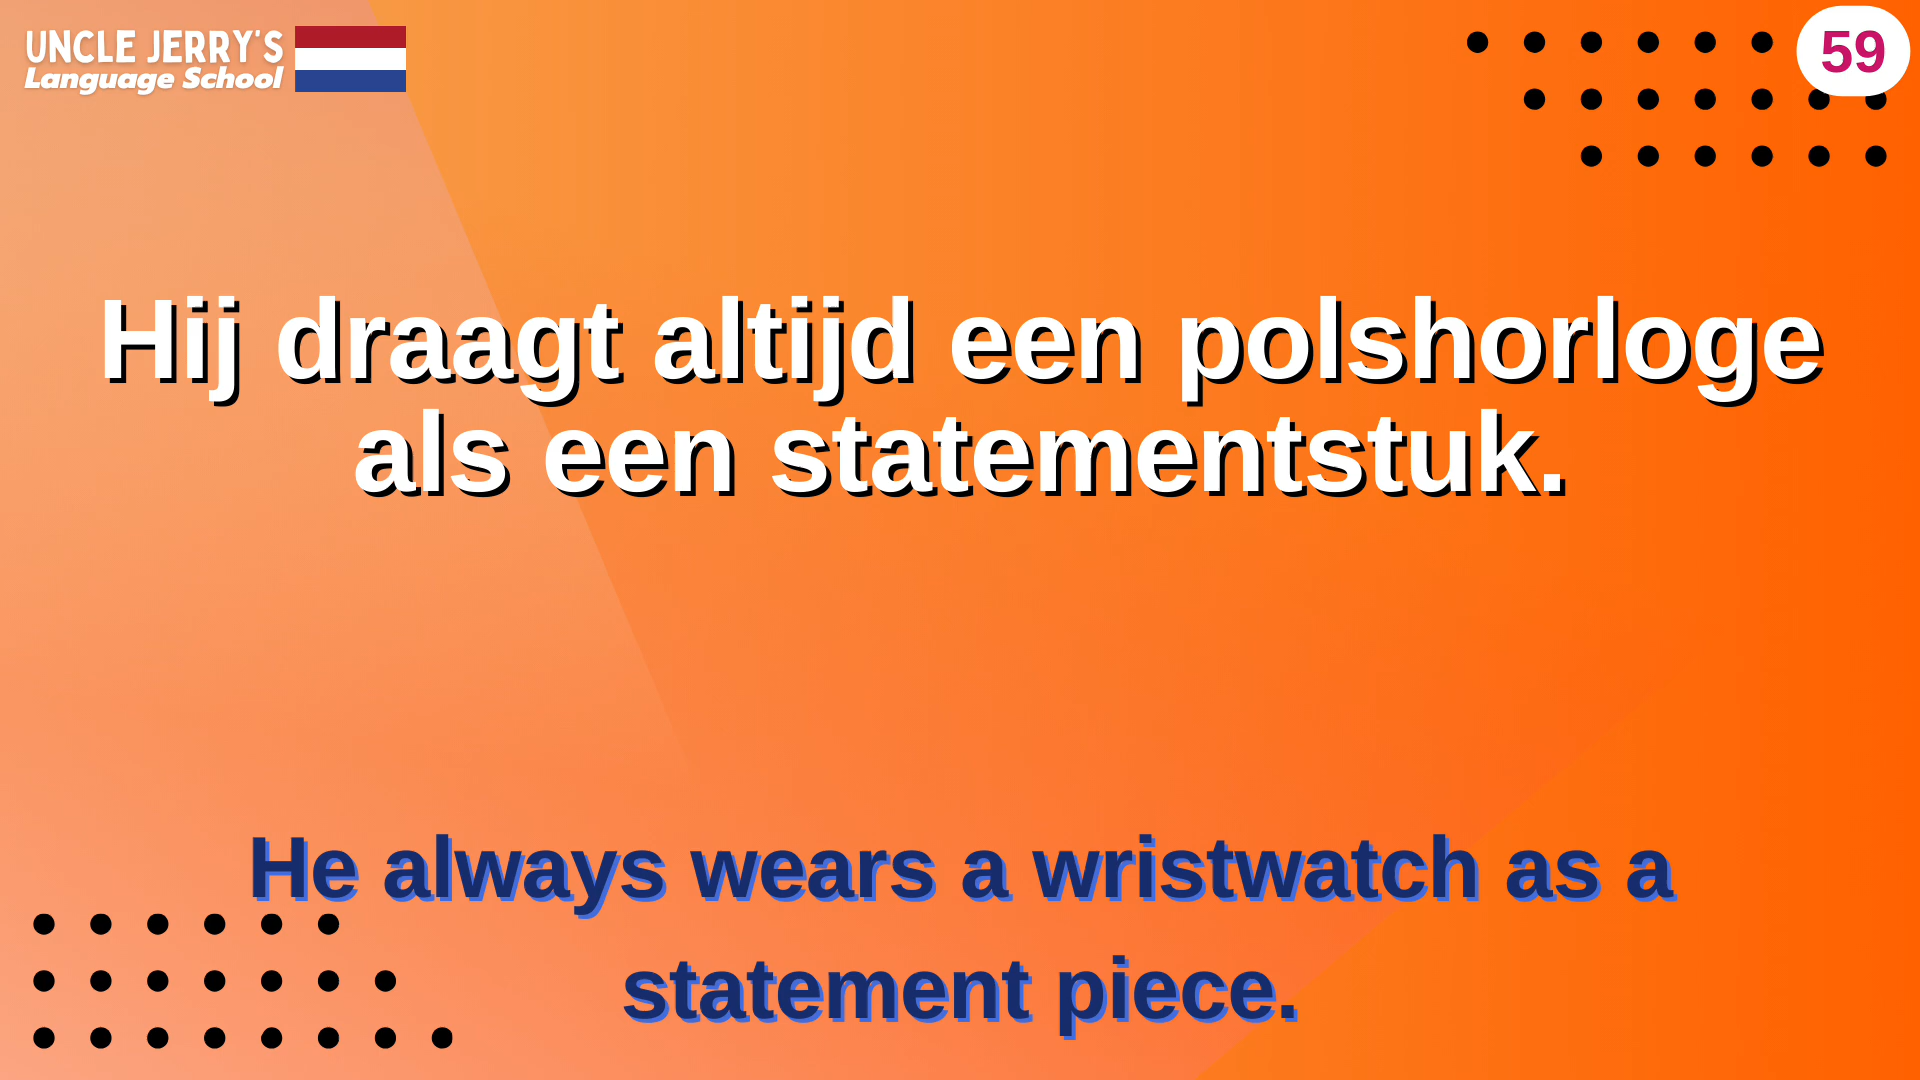 UNCLE JERRY'S
Language School
59
Hij draagt altijd een polshorloge
als een statementstuk.
He always wears a wristwatch as a
statement piece.